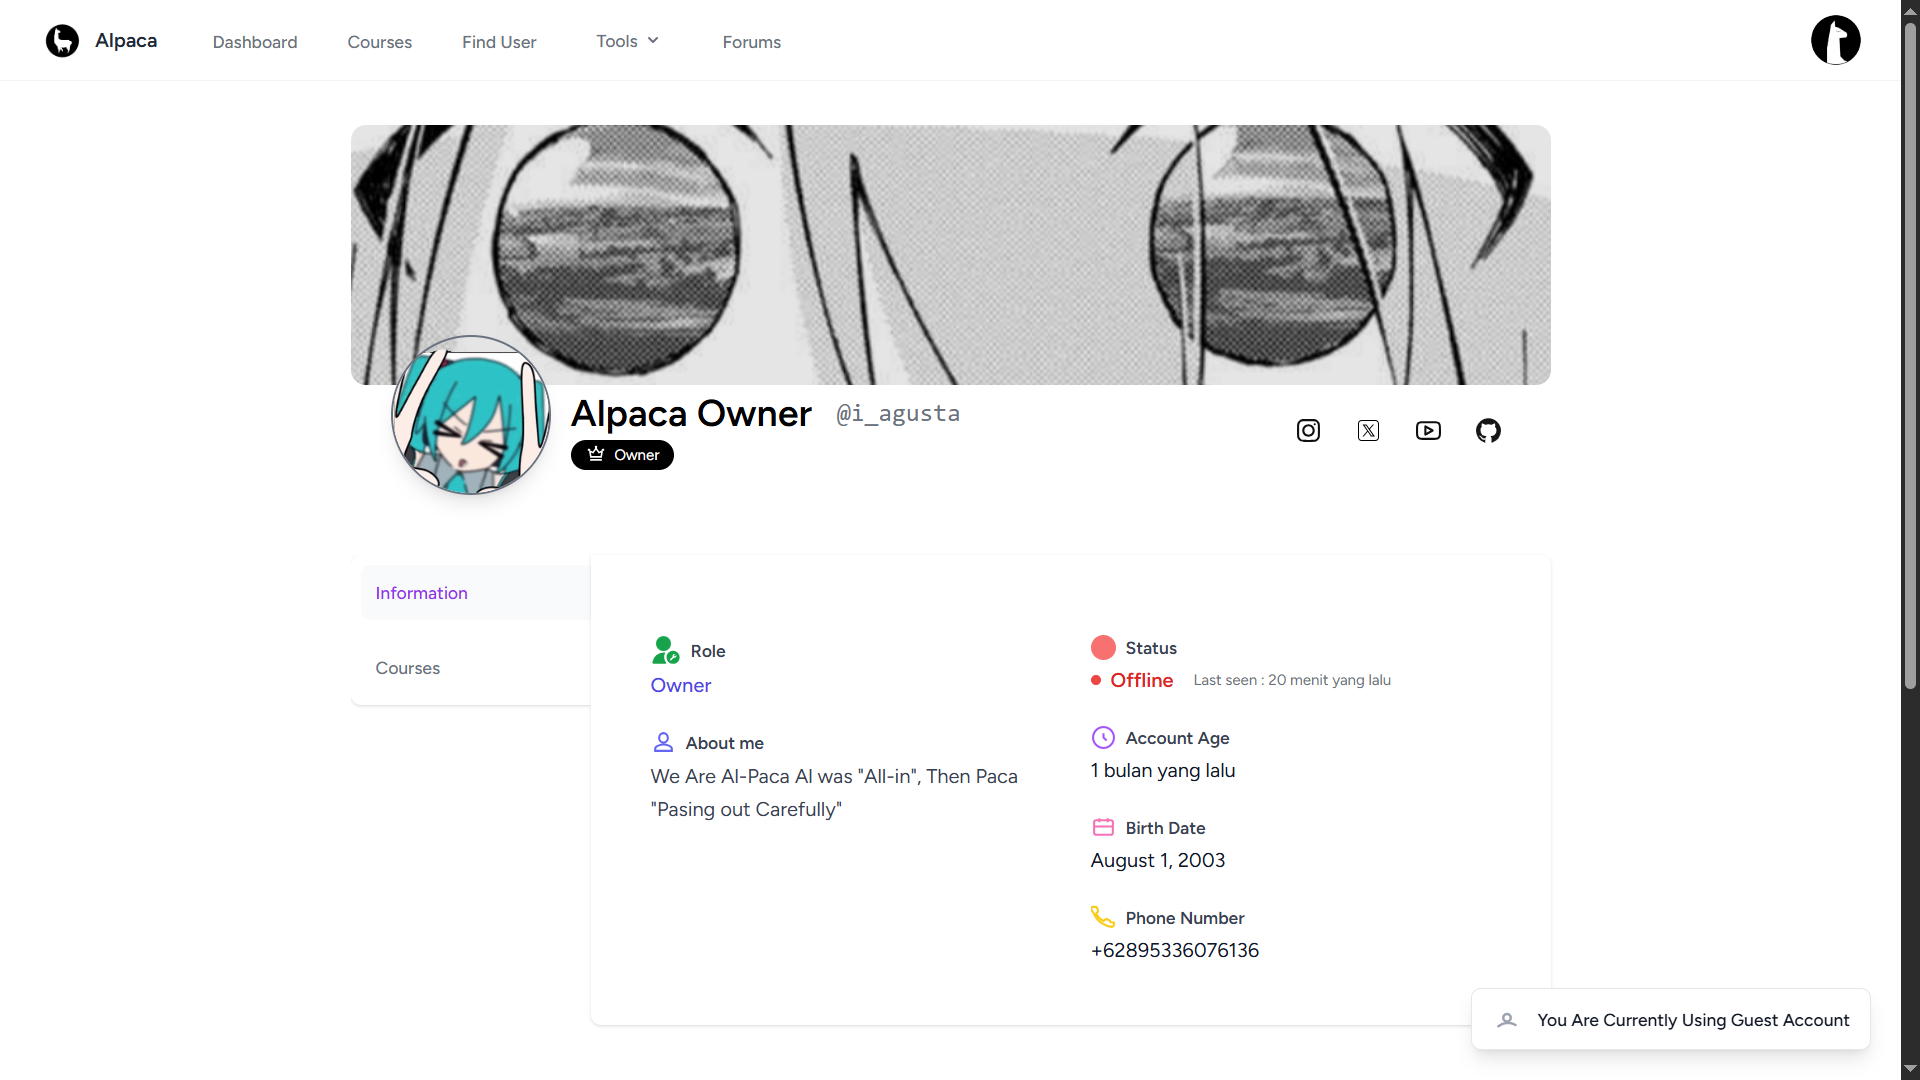 Alpaca
Dashboard
Courses
Find User
Tools
Forums
Alpaca Owner @i_agusta
Owner
Information
Courses
Role
Owner
About me
We Are Al-Paca Al was "All-in", Then Paca
"Pasing out Carefully"
Status
Offline Last seen : 20 menit yang lalu
Account Age
1 bulan yang lalu
Birth Date
August 1, 2003
Phone Number
+62895336076136
You Are Currently Using Guest Account